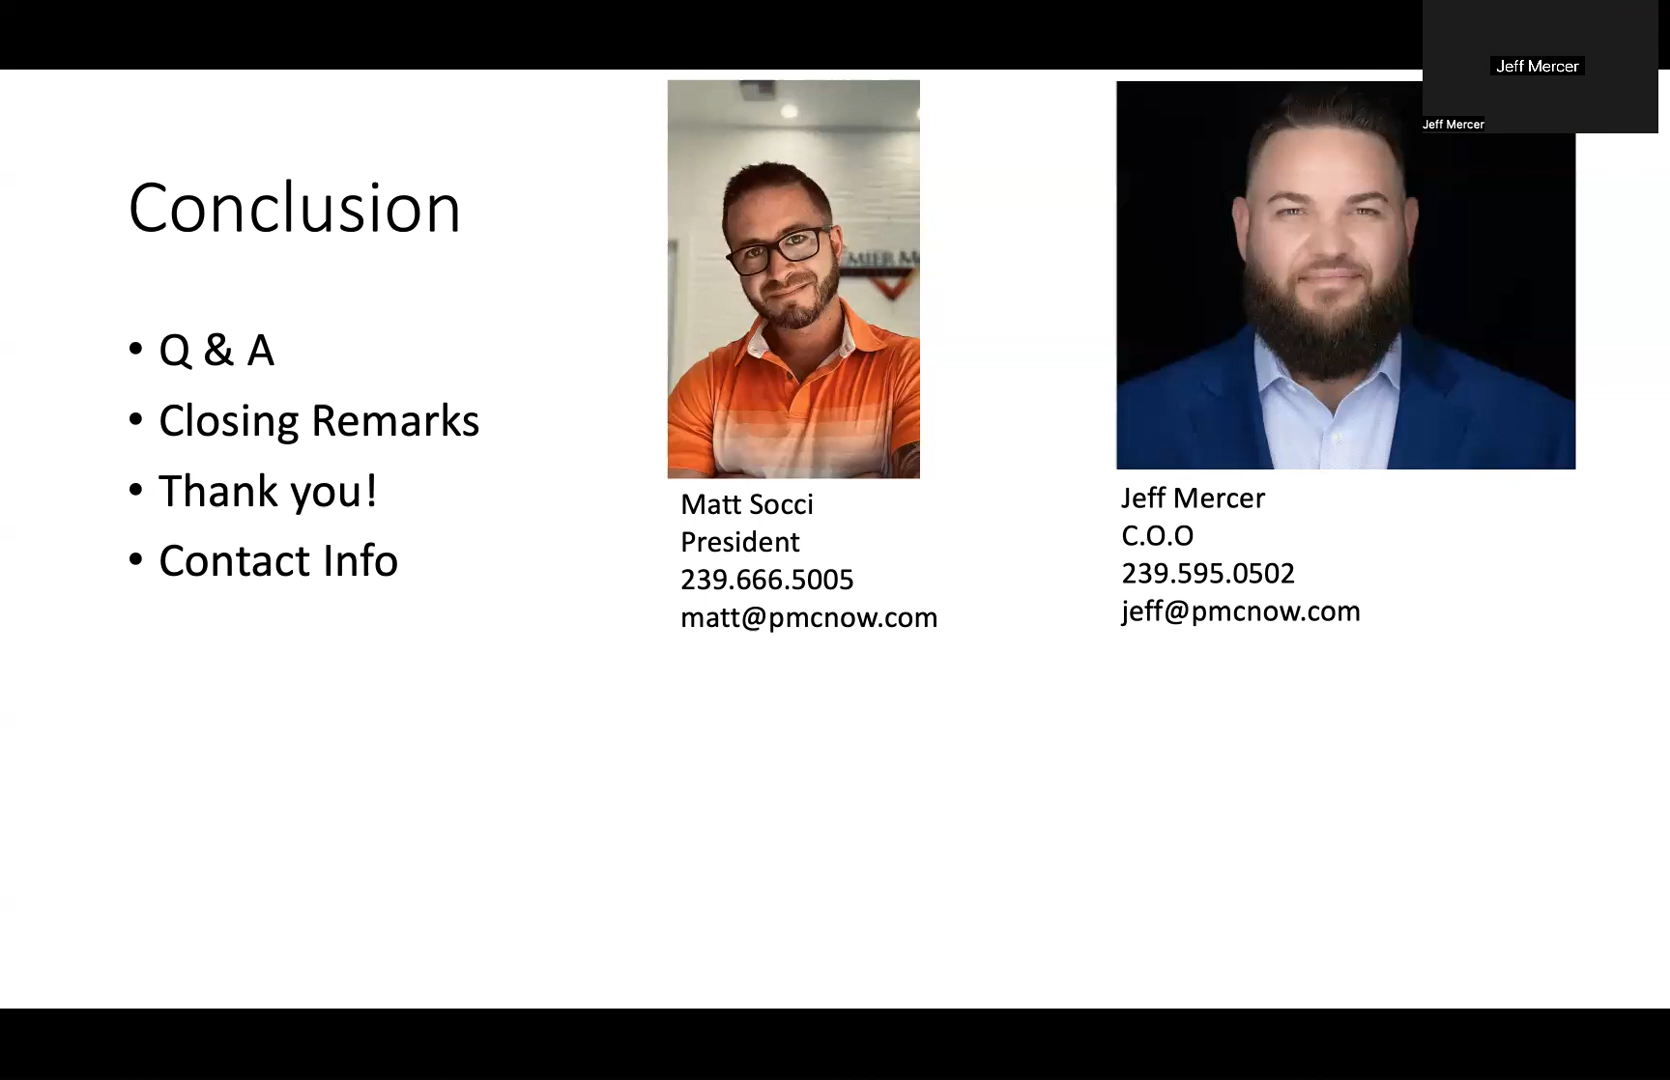 Jeff Mercer
Jeff Mercer
Conclusion
• Q & A
• Closing Remarks
• Thank you!
• Contact Info
Matt Socci
President
239.666.5005
matt@pmcnow.com
Jeff Mercer
C.O.O
239.595.0502
jeff@pmcnow.com